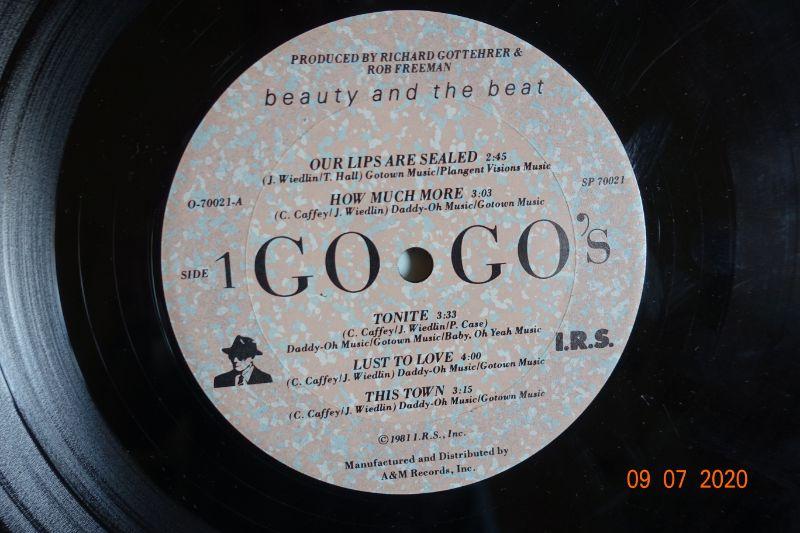 PRODUCED BY RICHARD GOTTEHRER &
ROB FREEMAN
beauty and the beat
OUR LIPS ARE SEALED 2:45
(J. Wiedlin/T. Hall) Gotown Music/Plangent Visions Music
O-70021-A
SP 70021
HOW MUCH MORE 3:03
(C. Caffey/J. Wiedlin) Daddy-Oh Music/Gotown Music
SIDE 1 GO GO's
TONITE 3:33
(C. Caffey/J. Wiedlin/P. Case)
Daddy-Oh Music/Gotown Music/Baby, Oh Yeah Music
LUST TO LOVE 4:00
(C. Caffey/J. Wiedlin) Daddy-Oh Music/Gotown Music
I.R.S.
THIS TOWN 3:15
(C. Caffey/J. Wiedlin) Daddy-Oh Music/Gotown Music
©1981 I.R.S., Inc.
Manufactured and Distributed by
A&M Records, Inc.
09 07 2020